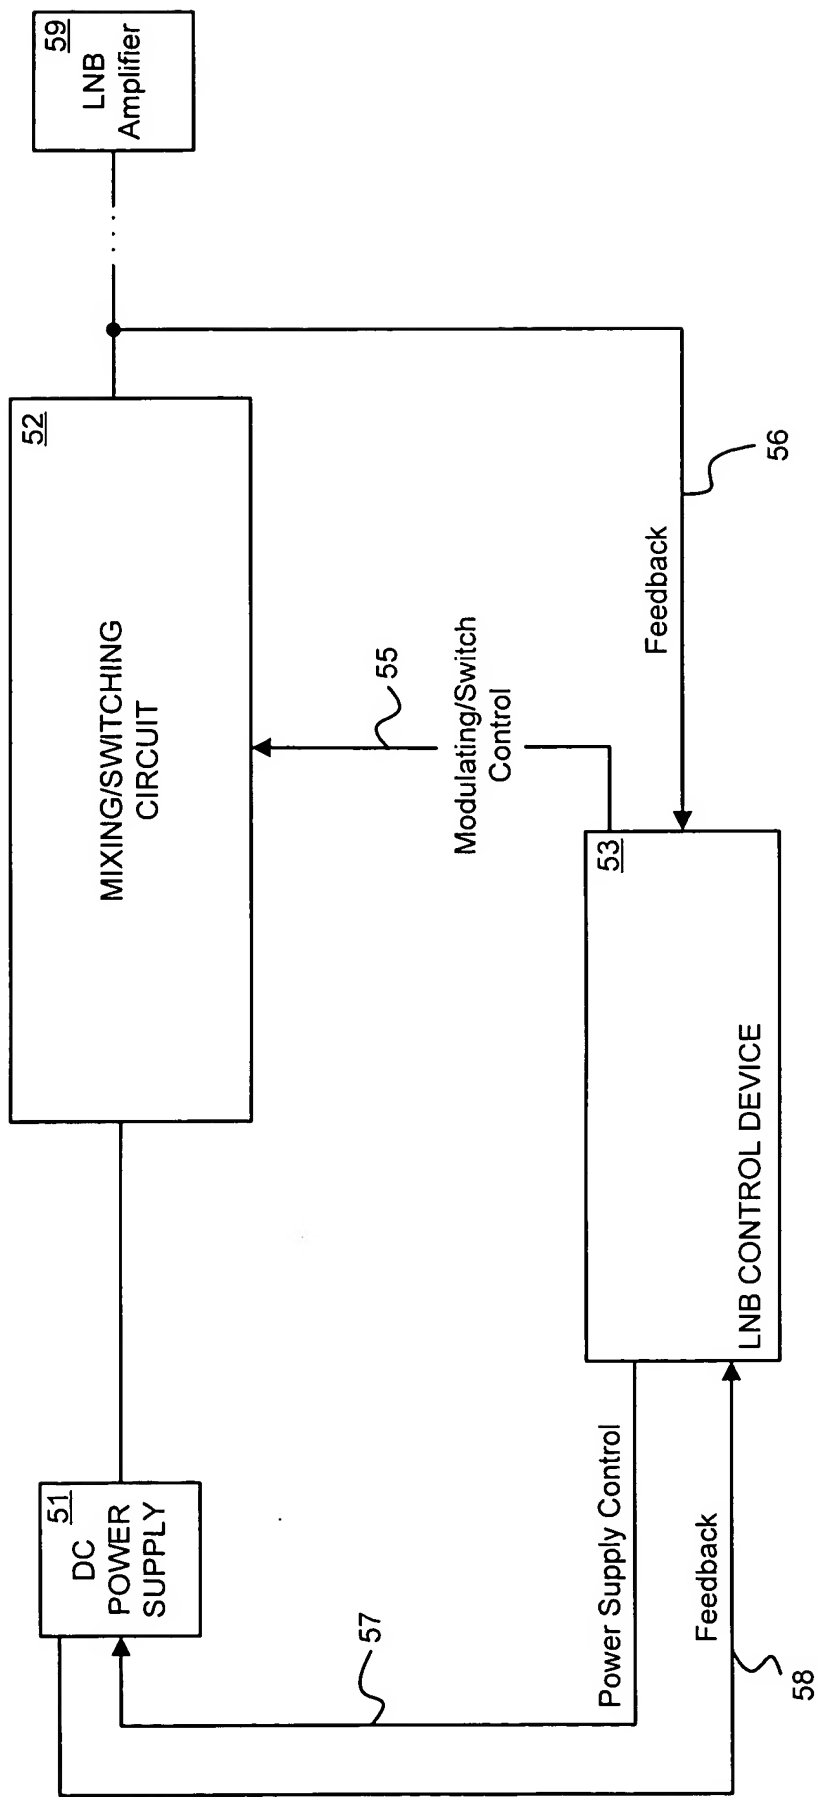 51
DC
POWER
SUPPLY
52
MIXING/SWITCHING
CIRCUIT
59
LNB
Amplifier
57
55
Modulating/Switch
Control
Power Supply Control
53
LNB CONTROL DEVICE
Feedback
56
Feedback
58